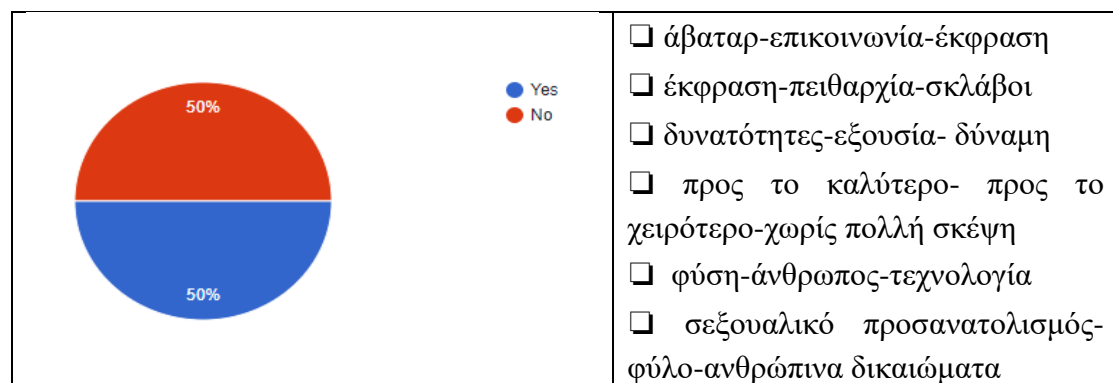 50%
50%
Yes
No
❏ άβαταρ-επικοινωνία-έκφραση
❏ έκφραση-πειθαρχία-σκλάβοι
❏ δυνατότητες-εξουσία- δύναμη
❏ προς το καλύτερο- προς το
χειρότερο-χωρίς πολλή σκέψη
❏ φύση-άνθρωπος-τεχνολογία
❏ σεξουαλικό προσανατολισμός-
φύλο-ανθρώπινα δικαιώματα